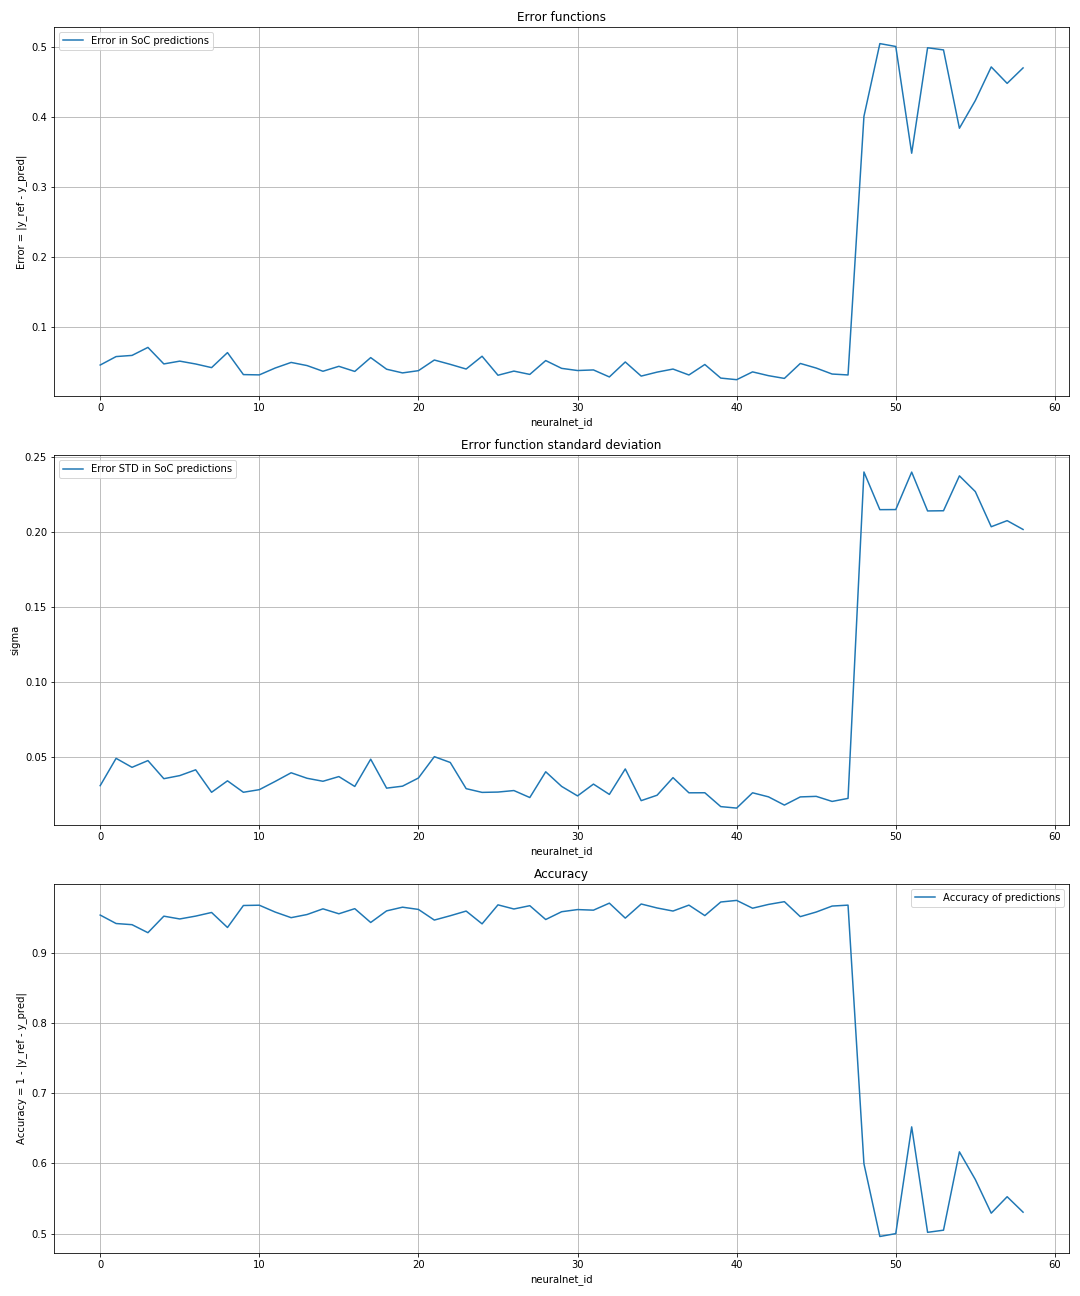 Error functions
Error in SoC predictions
0.5
0.4
0.3
0.2
0.1
Error = |y_ref - y_pred|
0 10 20 30 40 50 60
neuralnet_id
Error function standard deviation
Error STD in SoC predictions
0.25
0.20
0.15
0.10
0.05
sigma
0 10 20 30 40 50 60
neuralnet_id
Accuracy
Accuracy of predictions
0.9
0.8
0.7
0.6
0.5
Accuracy = 1 - |y_ref - y_pred|
0 10 20 30 40 50 60
neuralnet_id